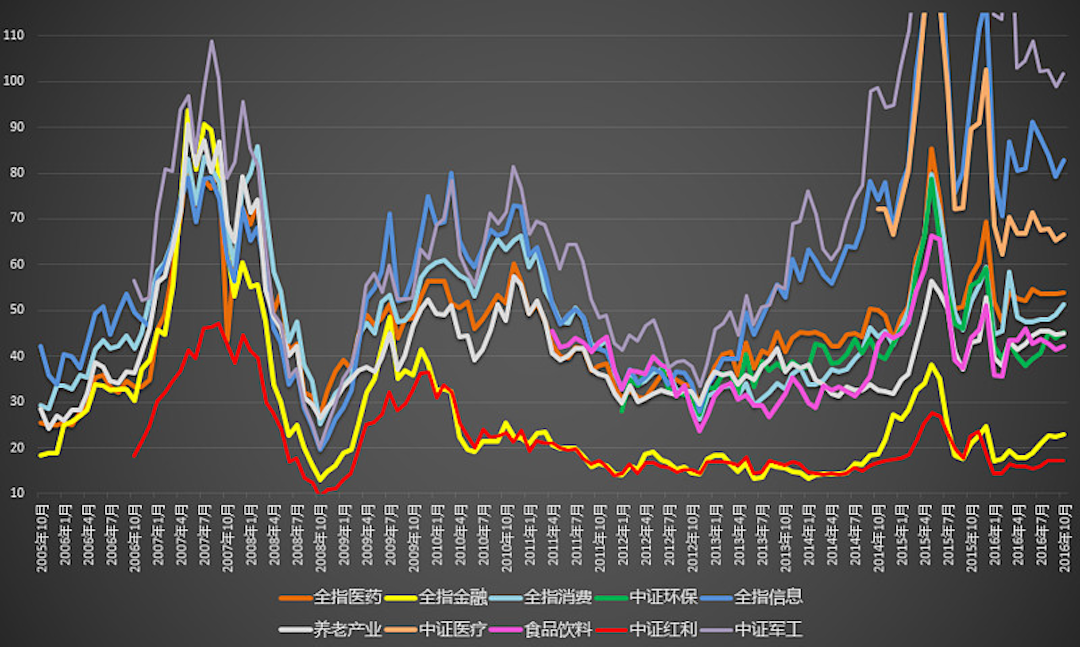 110
100
90
80
70
60
50
40
30
20
10
2005年10月
2006年1月
2006年4月
2006年7月
2006年10月
2007年1月
2007年4月
2007年7月
2007年10月
2008年1月
2008年4月
2008年7月
2008年10月
2009年1月
2009年4月
2009年7月
2009年10月
2010年1月
2010年4月
2010年7月
2010年10月
2011年1月
2011年4月
2011年7月
2011年10月
2012年1月
2012年4月
2012年7月
2012年10月
2013年1月
2013年4月
2013年7月
2013年10月
2014年1月
2014年4月
2014年7月
2014年10月
2015年1月
2015年4月
2015年7月
2015年10月
2016年1月
2016年4月
2016年7月
2016年10月
全指医药 全指金融 全指消费 中证环保 全指信息
养老产业 中证医疗 食品饮料 中证红利 中证军工